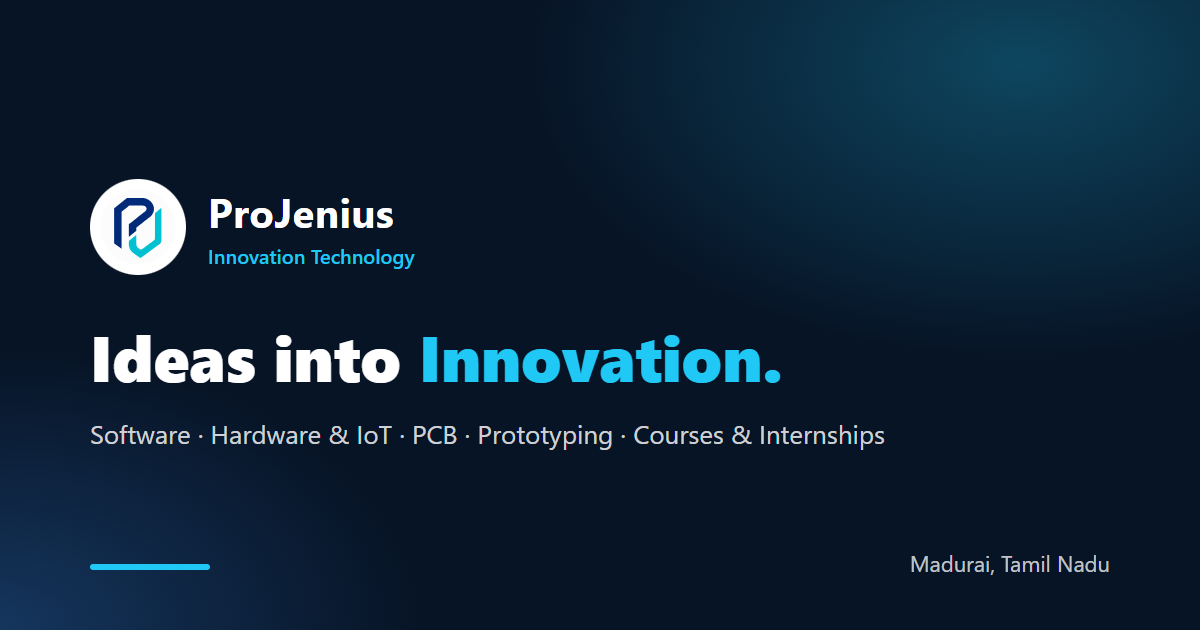 ProJenius
Innovation Technology
Ideas into Innovation.
Software · Hardware & IoT · PCB · Prototyping · Courses & Internships
Madurai, Tamil Nadu